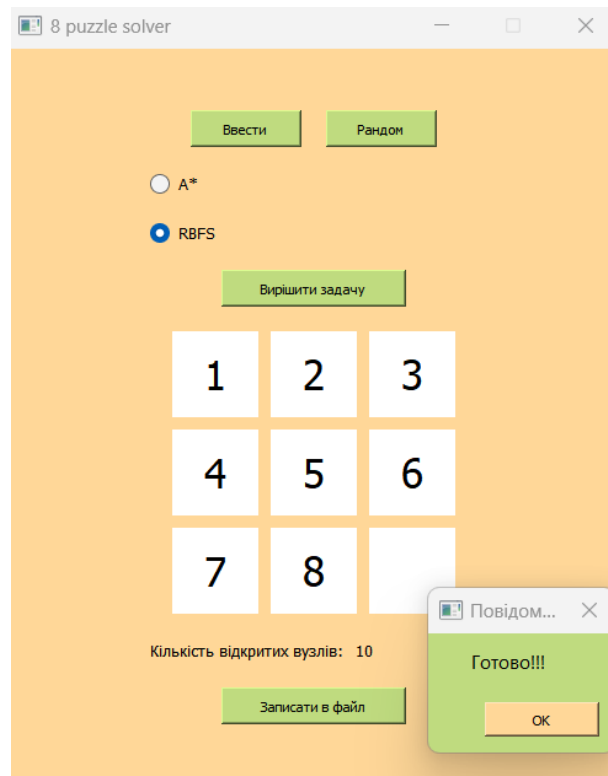 8 puzzle solver
Ввести Рандом
A*
RBFS
Вирішити задачу
1 2 3
4 5 6
7 8
Повідом...
Готово!!!
Кількість відкритих вузлів: 10
Записати в файл
ОК